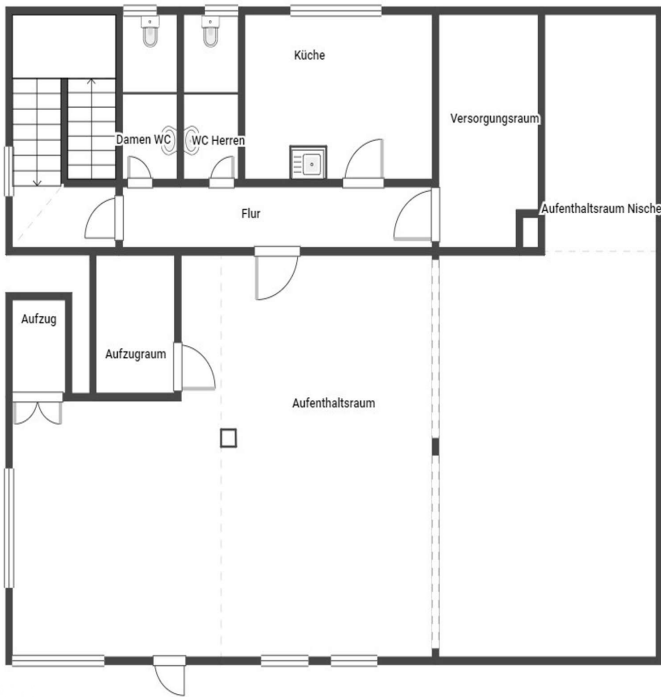 Küche
Versorgungsraum
Damen WC
WC Herren
Flur
Aufenthaltsraum Nische
Aufzug
Aufzugraum
Aufenthaltsraum